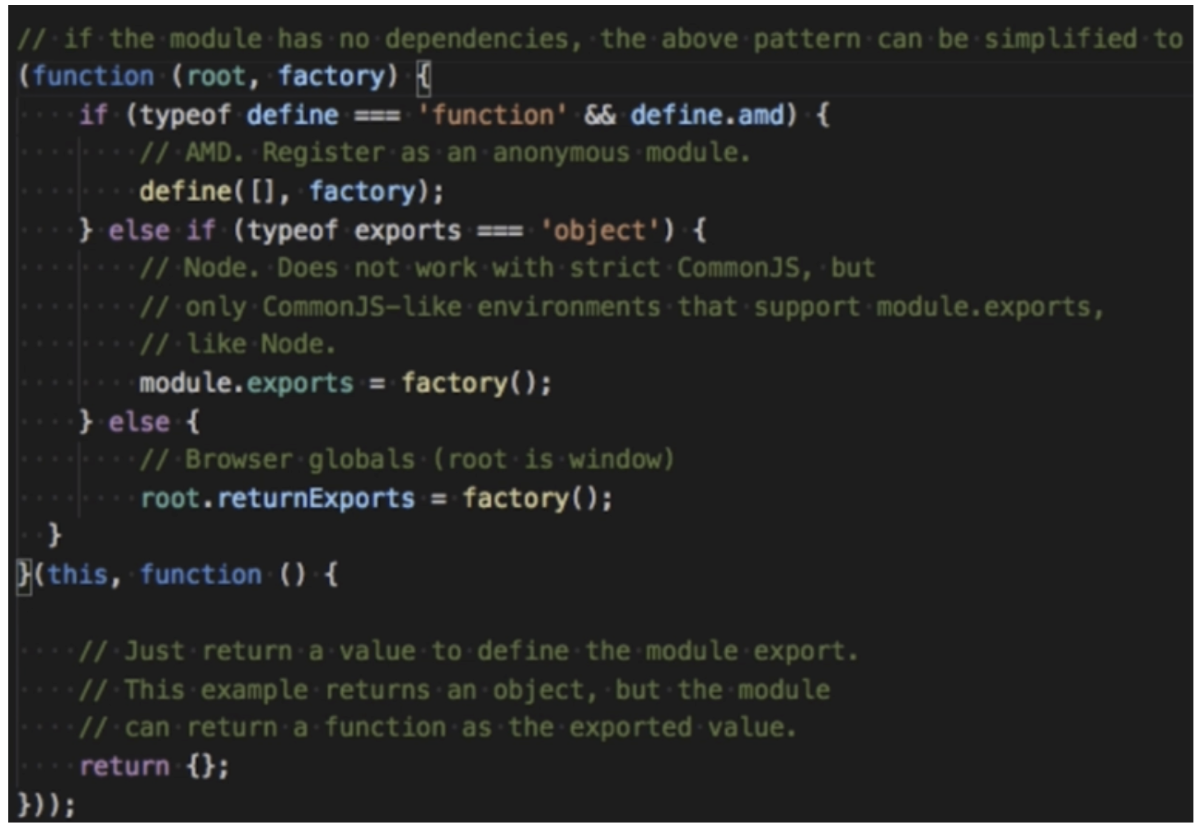 // if the module has no dependencies, the above pattern can be simplified to
(function (root, factory) {
    if (typeof define === 'function' && define.amd) {
        // AMD. Register as an anonymous module.
        define([], factory);
    } else if (typeof exports === 'object') {
        // Node. Does not work with strict CommonJS, but
        // only CommonJS-like environments that support module.exports,
        // like Node.
        module.exports = factory();
    } else {
        // Browser globals (root is window)
        root.returnExports = factory();
  }
}(this, function () {

    // Just return a value to define the module export.
    // This example returns an object, but the module
    // can return a function as the exported value.
    return {};
}));